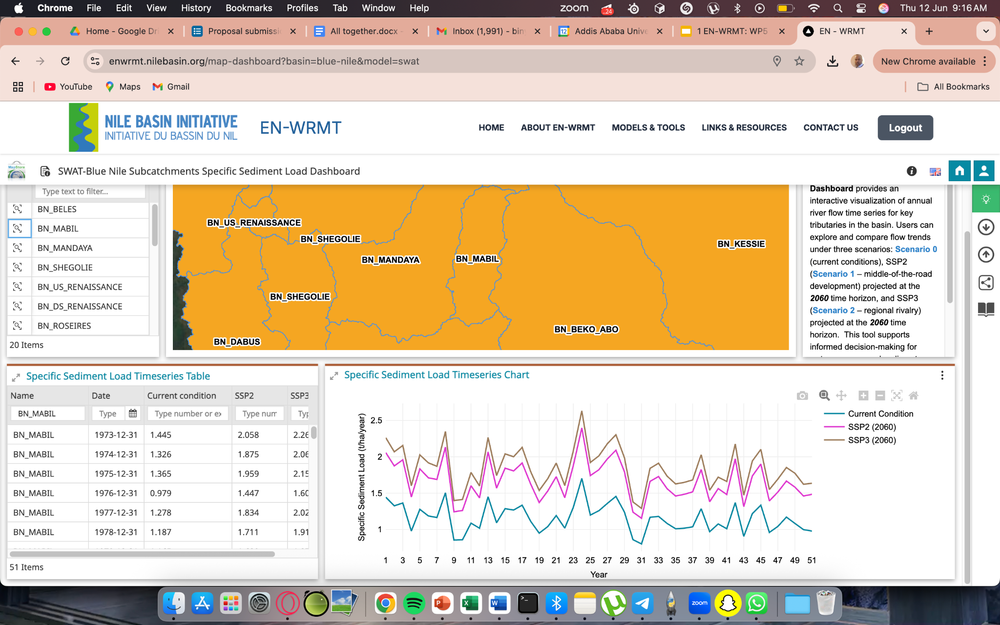 Chrome File Edit View History Bookmarks Profiles Tab Window Help zoom ..24 Thu 12 Jun 9:16 AM
Home - Google Dri Proposal submissi All together.docx - Inbox (1,991) - bin 12 Addis Ababa Unive 1 EN-WRMT: WP5 EN - WRMT
enwrmt.nilebasin.org/map-dashboard?basin=blue-nile&model=swat New Chrome available
YouTube Maps Gmail All Bookmarks
NILE BASIN INITIATIVE
INITIATIVE DU BASSIN DU NIL
EN-WRMT
HOME ABOUT EN-WRMT MODELS & TOOLS LINKS & RESOURCES CONTACT US Logout
MapStore
SWAT-Blue Nile Subcatchments Specific Sediment Load Dashboard
Type text to filter...
BN_BELES
BN_MABIL
BN_MANDAYA
BN_SHEGOLIE
BN_US_RENAISSANCE
BN_DS_RENAISSANCE
BN_ROSEIRES
20 Items
BN_US_RENAISSANCE
BN_SHEGOLIE
BN_KESSIE
BN_MANDAYA
BN_MABIL
BN_SHEGOLIE
BN_BEKO_ABO
BN_DABUS
Dashboard provides an
interactive visualization of annual
river flow time series for key
tributaries in the basin. Users can
explore and compare flow trends
under three scenarios: Scenario 0
(current conditions), SSP2
(Scenario 1 – middle-of-the-road
development) projected at the
2060 time horizon, and SSP3
(Scenario 2 – regional rivalry)
projected at the 2060 time
horizon. This tool supports
informed decision-making for
Specific Sediment Load Timeseries Table
Name Date Current condition SSP2 SSP3
BN_MABIL Type Type number or ex Type num Typ
BN_MABIL 1973-12-31 1.445 2.058 2.26
BN_MABIL 1974-12-31 1.326 1.875 2.06
BN_MABIL 1975-12-31 1.365 1.959 2.15
BN_MABIL 1976-12-31 0.979 1.447 1.60
BN_MABIL 1977-12-31 1.278 1.834 2.02
BN_MABIL 1978-12-31 1.187 1.711 1.91
51 Items
Specific Sediment Load Timeseries Chart
Specific Sediment Load (t/ha/year)
2.5
2
1.5
1
1 3 5 7 9 11 13 15 17 19 21 23 25 27 29 31 33 35 37 39 41 43 45 47 49 51
Year
Current Condition
SSP2 (2060)
SSP3 (2060)
zoom